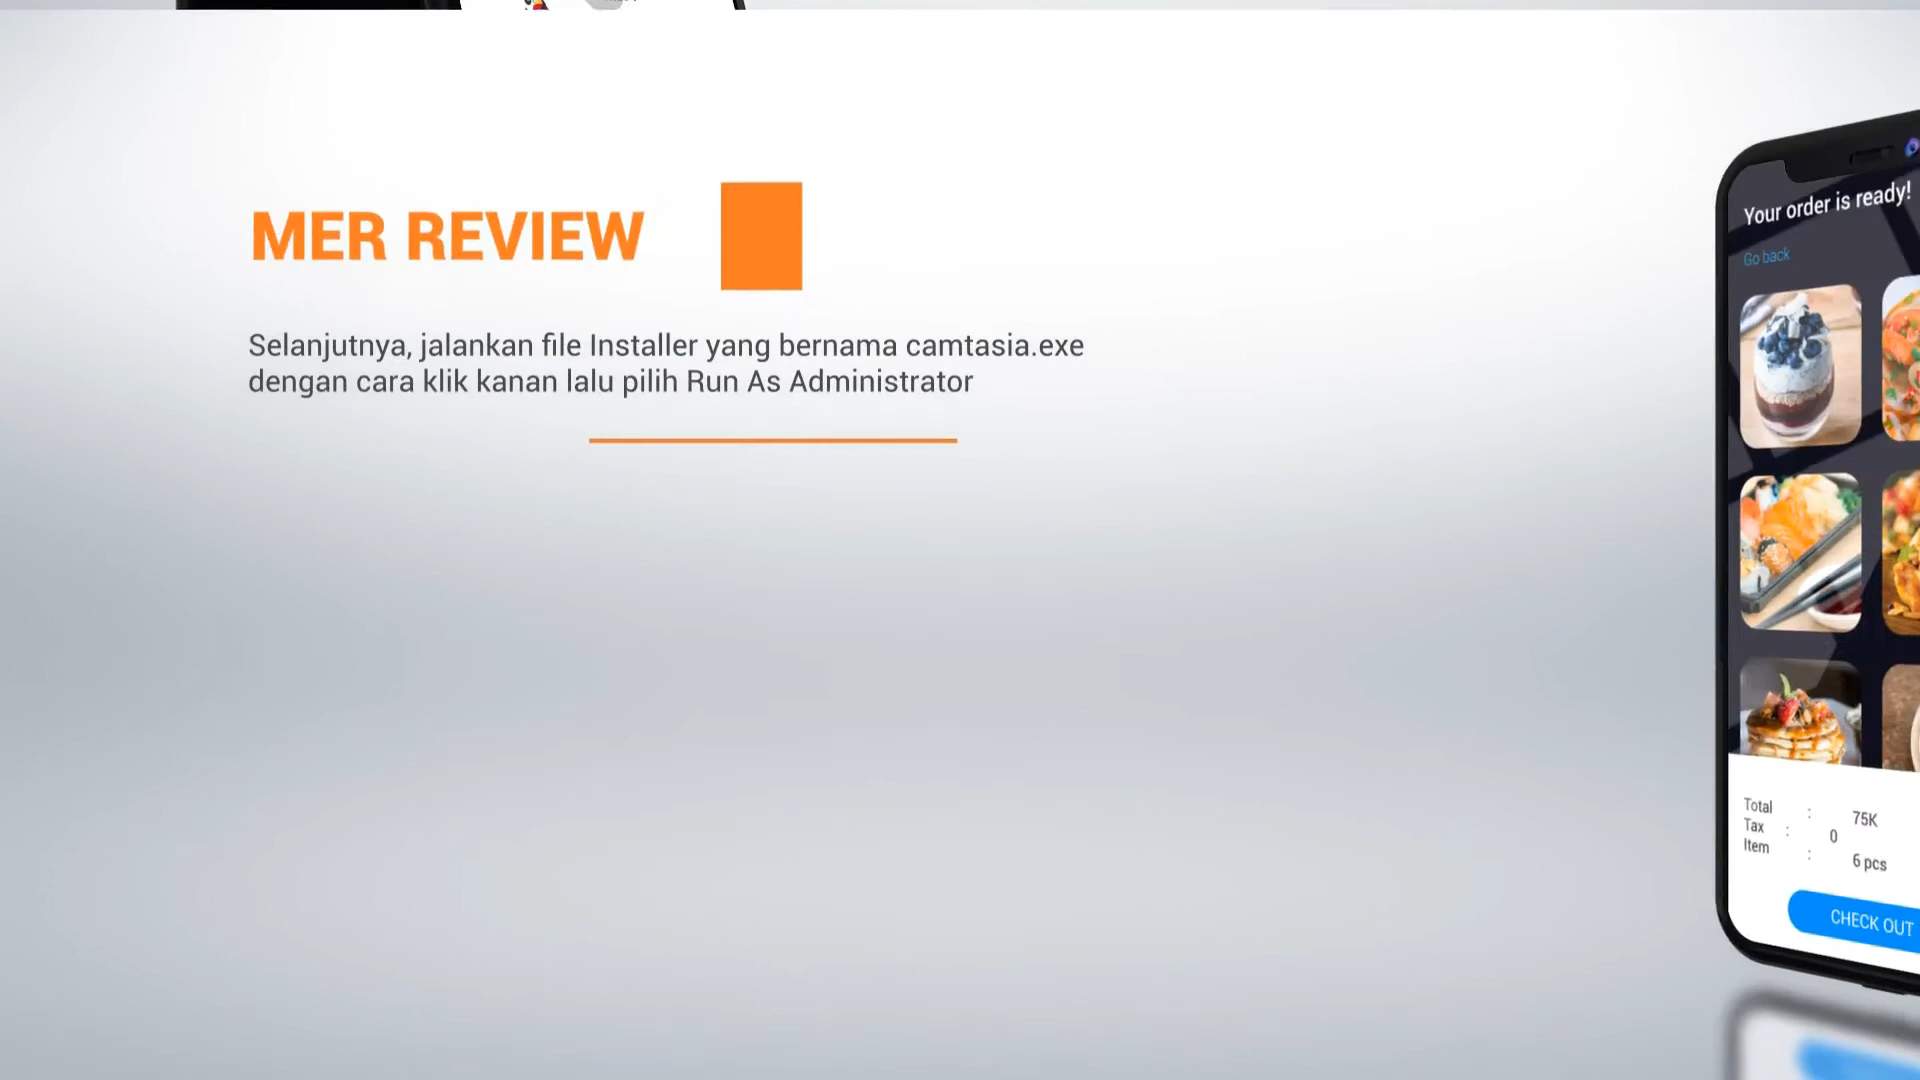 MER REVIEW
Selanjutnya, jalankan file Installer yang bernama camtasia.exe
dengan cara klik kanan lalu pilih Run As Administrator
Your order is ready!
Go back
Total : 75K
Tax : 0
Item : 6 pcs
CHECK OUT